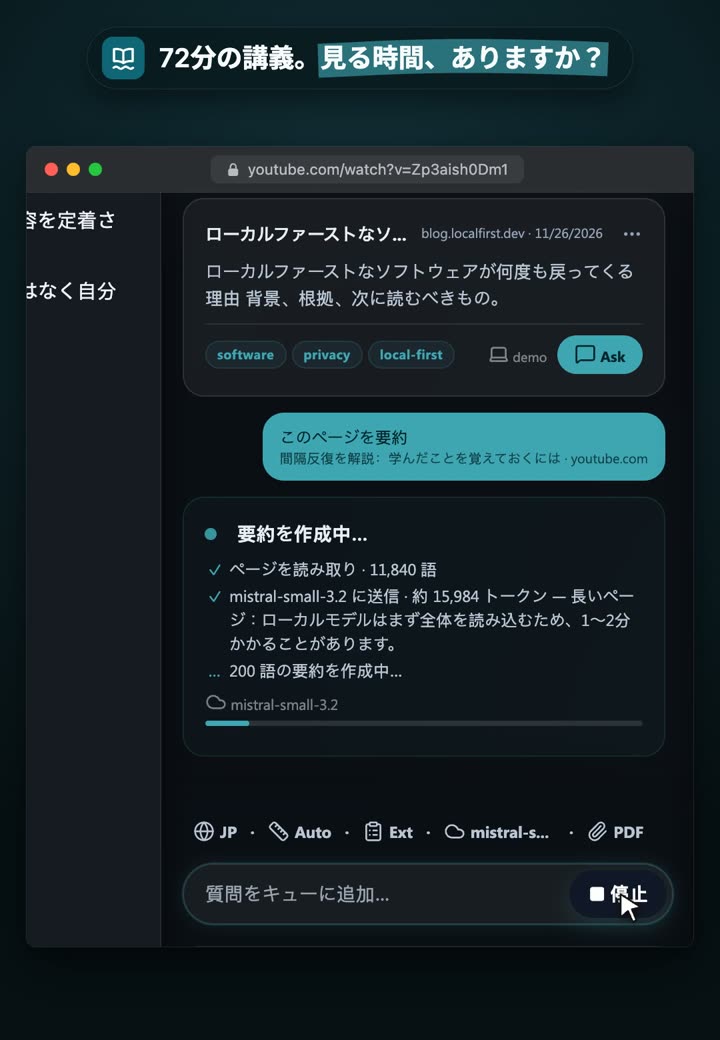 72分の講義。見る時間、ありますか？
youtube.com/watch?v=Zp3aish0Dm1
容を定着さ
はなく自分
ローカルファーストなソ... blog.localfirst.dev · 11/26/2026 ...
ローカルファーストなソフトウェアが何度も戻ってくる
理由 背景、根拠、次に読むべきもの。
software privacy local-first demo Ask
このページを要約
間隔反復を解説： 学んだことを覚えておくには · youtube.com
要約を作成中...
✓ ページを読み取り · 11,840 語
✓ mistral-small-3.2 に送信 · 約 15,984 トークン — 長いペー
ジ：ローカルモデルはまず全体を読み込むため、1〜2分
かかることがあります。
... 200 語の要約を作成中...
mistral-small-3.2
JP · Auto · Ext · mistral-s... · PDF
質問をキューに追加... 停止